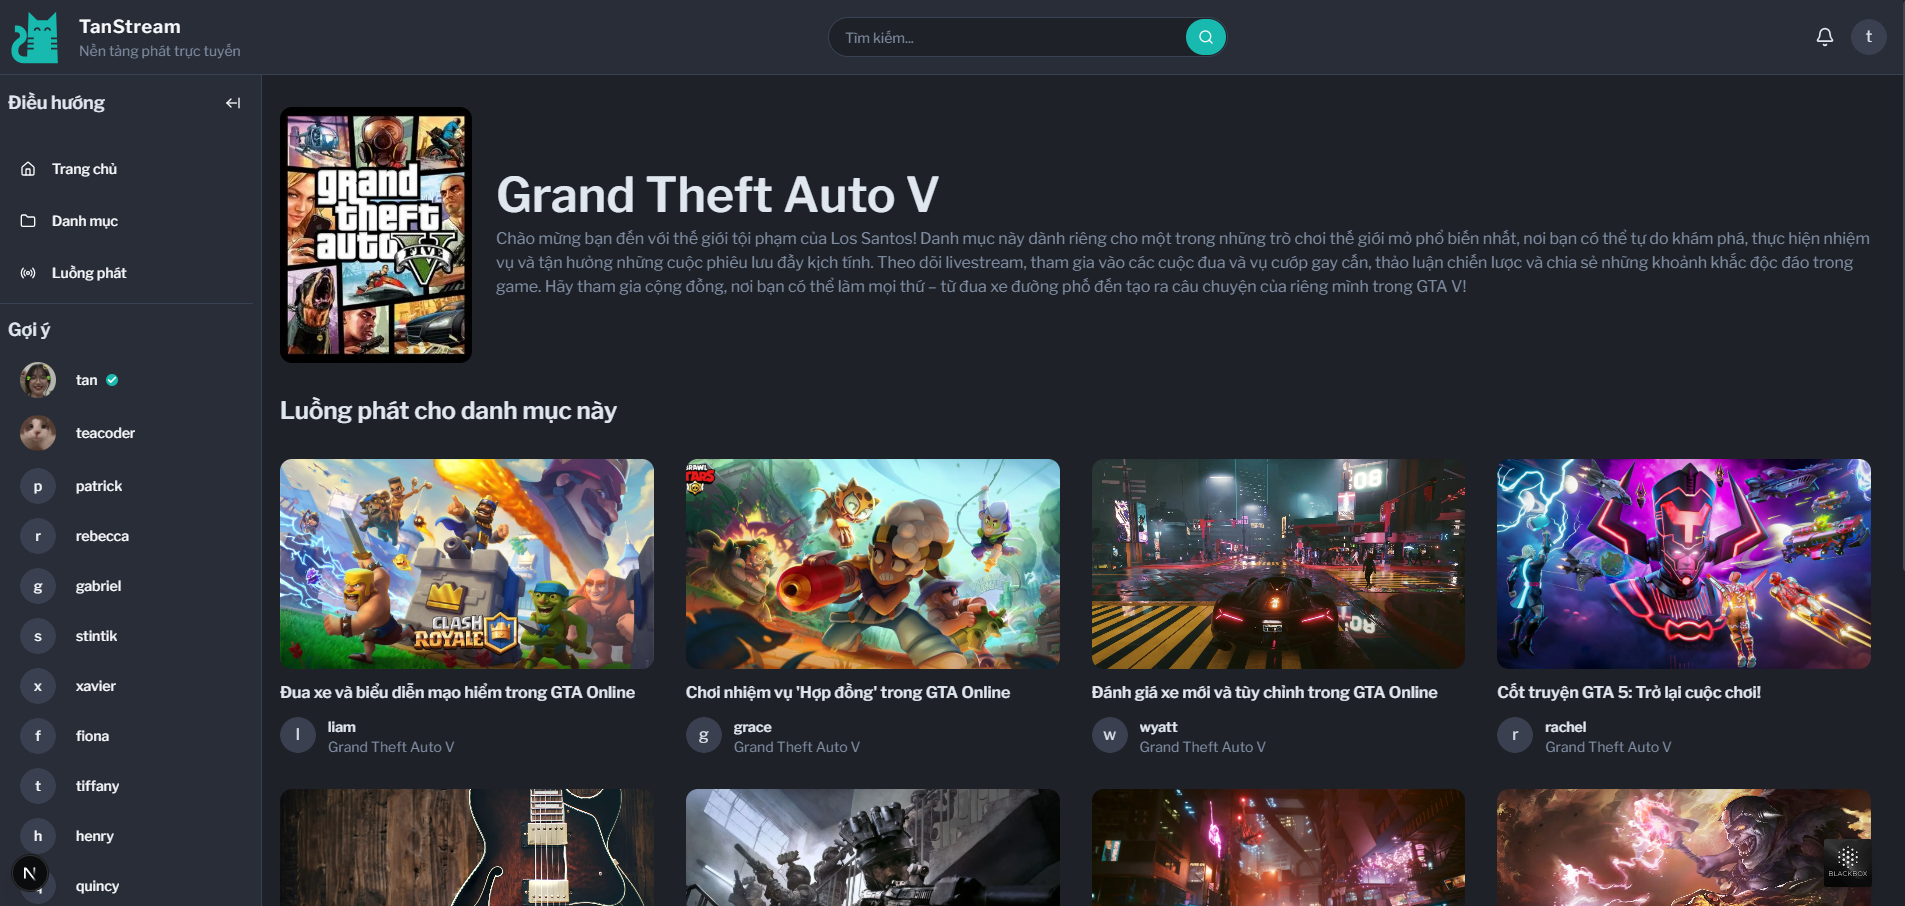 TanStream
Nền tảng phát trực tuyến
Tìm kiếm...
t
Điều hướng
Trang chủ
Danh mục
Luồng phát
Gợi ý
tan
teacoder
p
patrick
r
rebecca
g
gabriel
s
stintik
x
xavier
f
fiona
t
tiffany
h
henry
N
quincy
grand
theft
auto
V
FIVE
Grand Theft Auto V
Chào mừng bạn đến với thế giới tội phạm của Los Santos! Danh mục này dành riêng cho một trong những trò chơi thế giới mở phổ biến nhất, nơi bạn có thể tự do khám phá, thực hiện nhiệm
vụ và tận hưởng những cuộc phiêu lưu đầy kịch tính. Theo dõi livestream, tham gia vào các cuộc đua và vụ cướp gay cấn, thảo luận chiến lược và chia sẻ những khoảnh khắc độc đáo trong
game. Hãy tham gia cộng đồng, nơi bạn có thể làm mọi thứ – từ đua xe đường phố đến tạo ra câu chuyện của riêng mình trong GTA V!
Luồng phát cho danh mục này
CLASH
ROYALE
Đua xe và biểu diễn mạo hiểm trong GTA Online
l
liam
Grand Theft Auto V
BRAWL
STARS
Chơi nhiệm vụ 'Hợp đồng' trong GTA Online
g
grace
Grand Theft Auto V
:08
Đánh giá xe mới và tùy chỉnh trong GTA Online
w
wyatt
Grand Theft Auto V
Cốt truyện GTA 5: Trở lại cuộc chơi!
r
rachel
Grand Theft Auto V
BLACKBOX